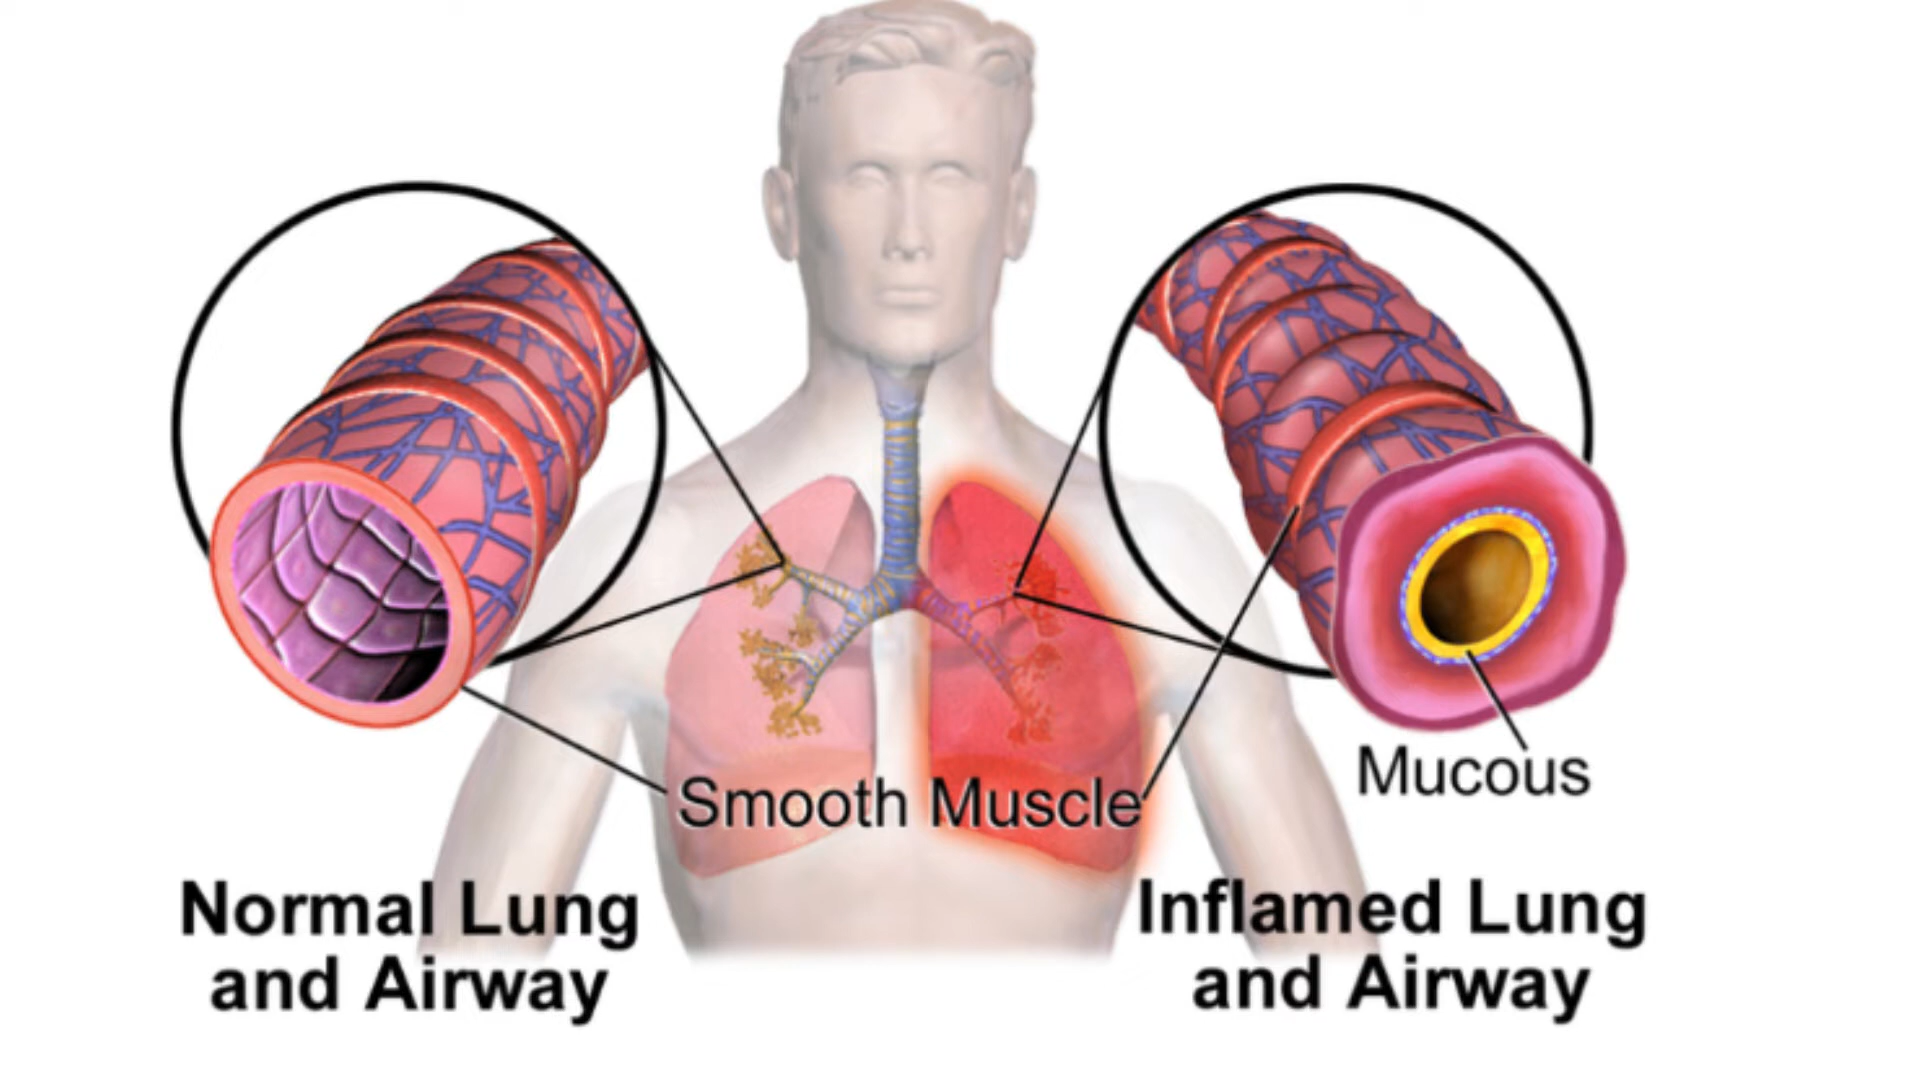 Smooth Muscle
Mucous
Normal Lung
and Airway
Inflamed Lung
and Airway